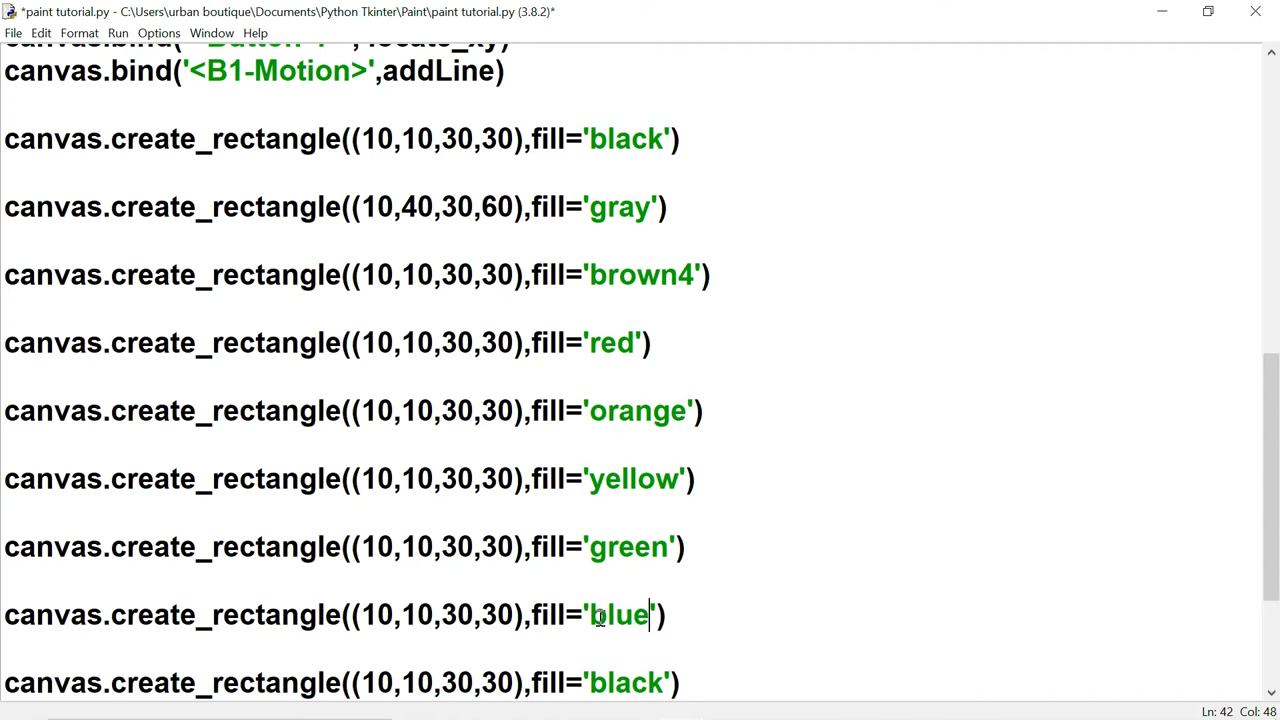 *paint tutorial.py - C:\Users\urban boutique\Documents\Python Tkinter\Paint\paint tutorial.py (3.8.2)*
File Edit Format Run Options Window Help
canvas.bind('<B1-Motion>',addLine)
canvas.create_rectangle((10,10,30,30),fill='black')
canvas.create_rectangle((10,40,30,60),fill='gray')
canvas.create_rectangle((10,10,30,30),fill='brown4')
canvas.create_rectangle((10,10,30,30),fill='red')
canvas.create_rectangle((10,10,30,30),fill='orange')
canvas.create_rectangle((10,10,30,30),fill='yellow')
canvas.create_rectangle((10,10,30,30),fill='green')
canvas.create_rectangle((10,10,30,30),fill='blue')
canvas.create_rectangle((10,10,30,30),fill='black')
Ln: 42 Col: 48